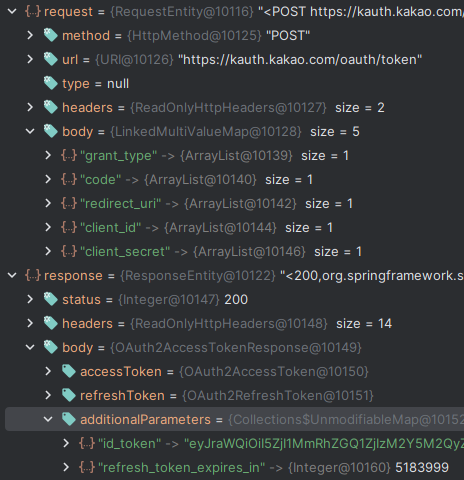 request = {RequestEntity@10116} "<POST https://kauth.kakao.com/
method = {HttpMethod@10125} "POST"
url = {URI@10126} "https://kauth.kakao.com/oauth/token"
type = null
headers = {ReadOnlyHttpHeaders@10127} size = 2
body = {LinkedMultiValueMap@10128} size = 5
"grant_type" -> {ArrayList@10139} size = 1
"code" -> {ArrayList@10140} size = 1
"redirect_uri" -> {ArrayList@10142} size = 1
"client_id" -> {ArrayList@10144} size = 1
"client_secret" -> {ArrayList@10146} size = 1
response = {ResponseEntity@10122} "<200,org.springframework.s
status = {Integer@10147} 200
headers = {ReadOnlyHttpHeaders@10148} size = 14
body = {OAuth2AccessTokenResponse@10149}
accessToken = {OAuth2AccessToken@10150}
refreshToken = {OAuth2RefreshToken@10151}
additionalParameters = {Collections$UnmodifiableMap@10152
"id_token" ->
"refresh_token_expires_in" -> {Integer@10160} 5183999